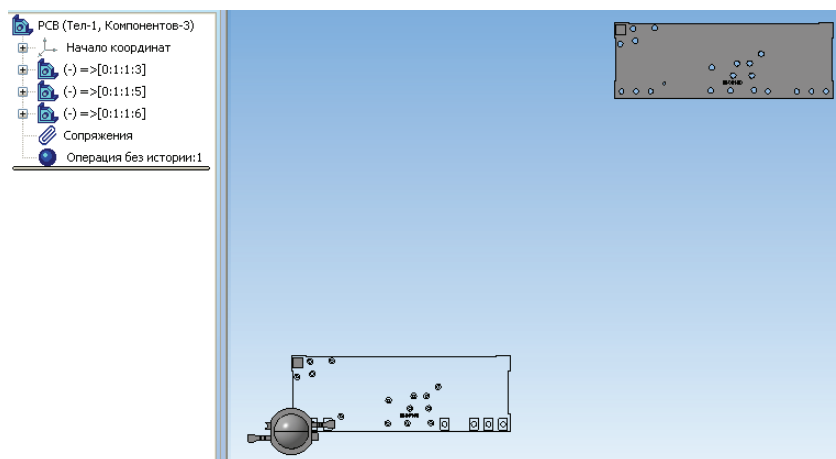 PCB (Тел-1, Компонентов-3)
Начало координат
(-) =>[0:1:1:3]
(-) =>[0:1:1:5]
(-) =>[0:1:1:6]
Сопряжения
Операция без истории:1